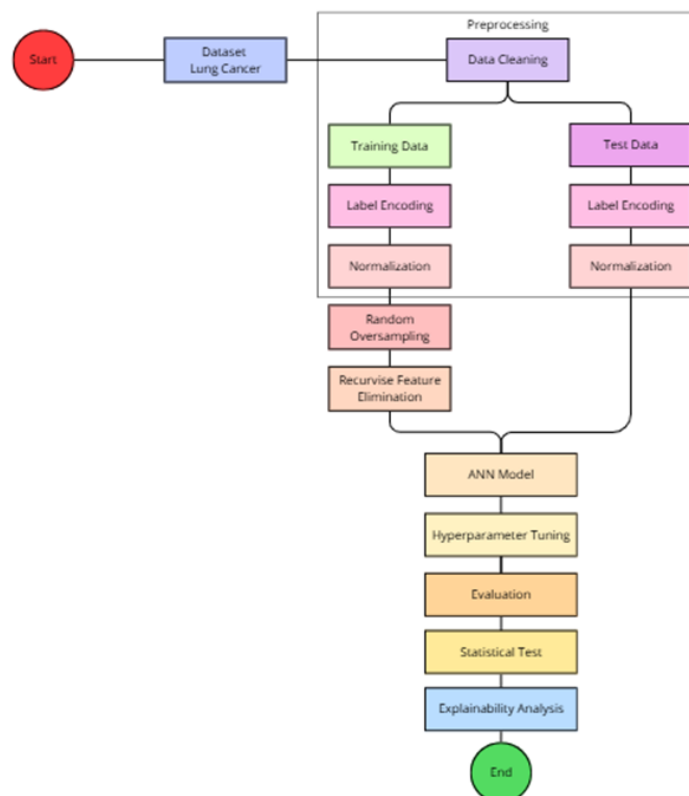 Preprocessing
Start
Dataset
Lung Cancer
Data Cleaning
Training Data
Test Data
Label Encoding
Label Encoding
Normalization
Normalization
Random
Oversampling
Recurvise Feature
Elimination
ANN Model
Hyperparameter Tuning
Evaluation
Statistical Test
Explainability Analysis
End